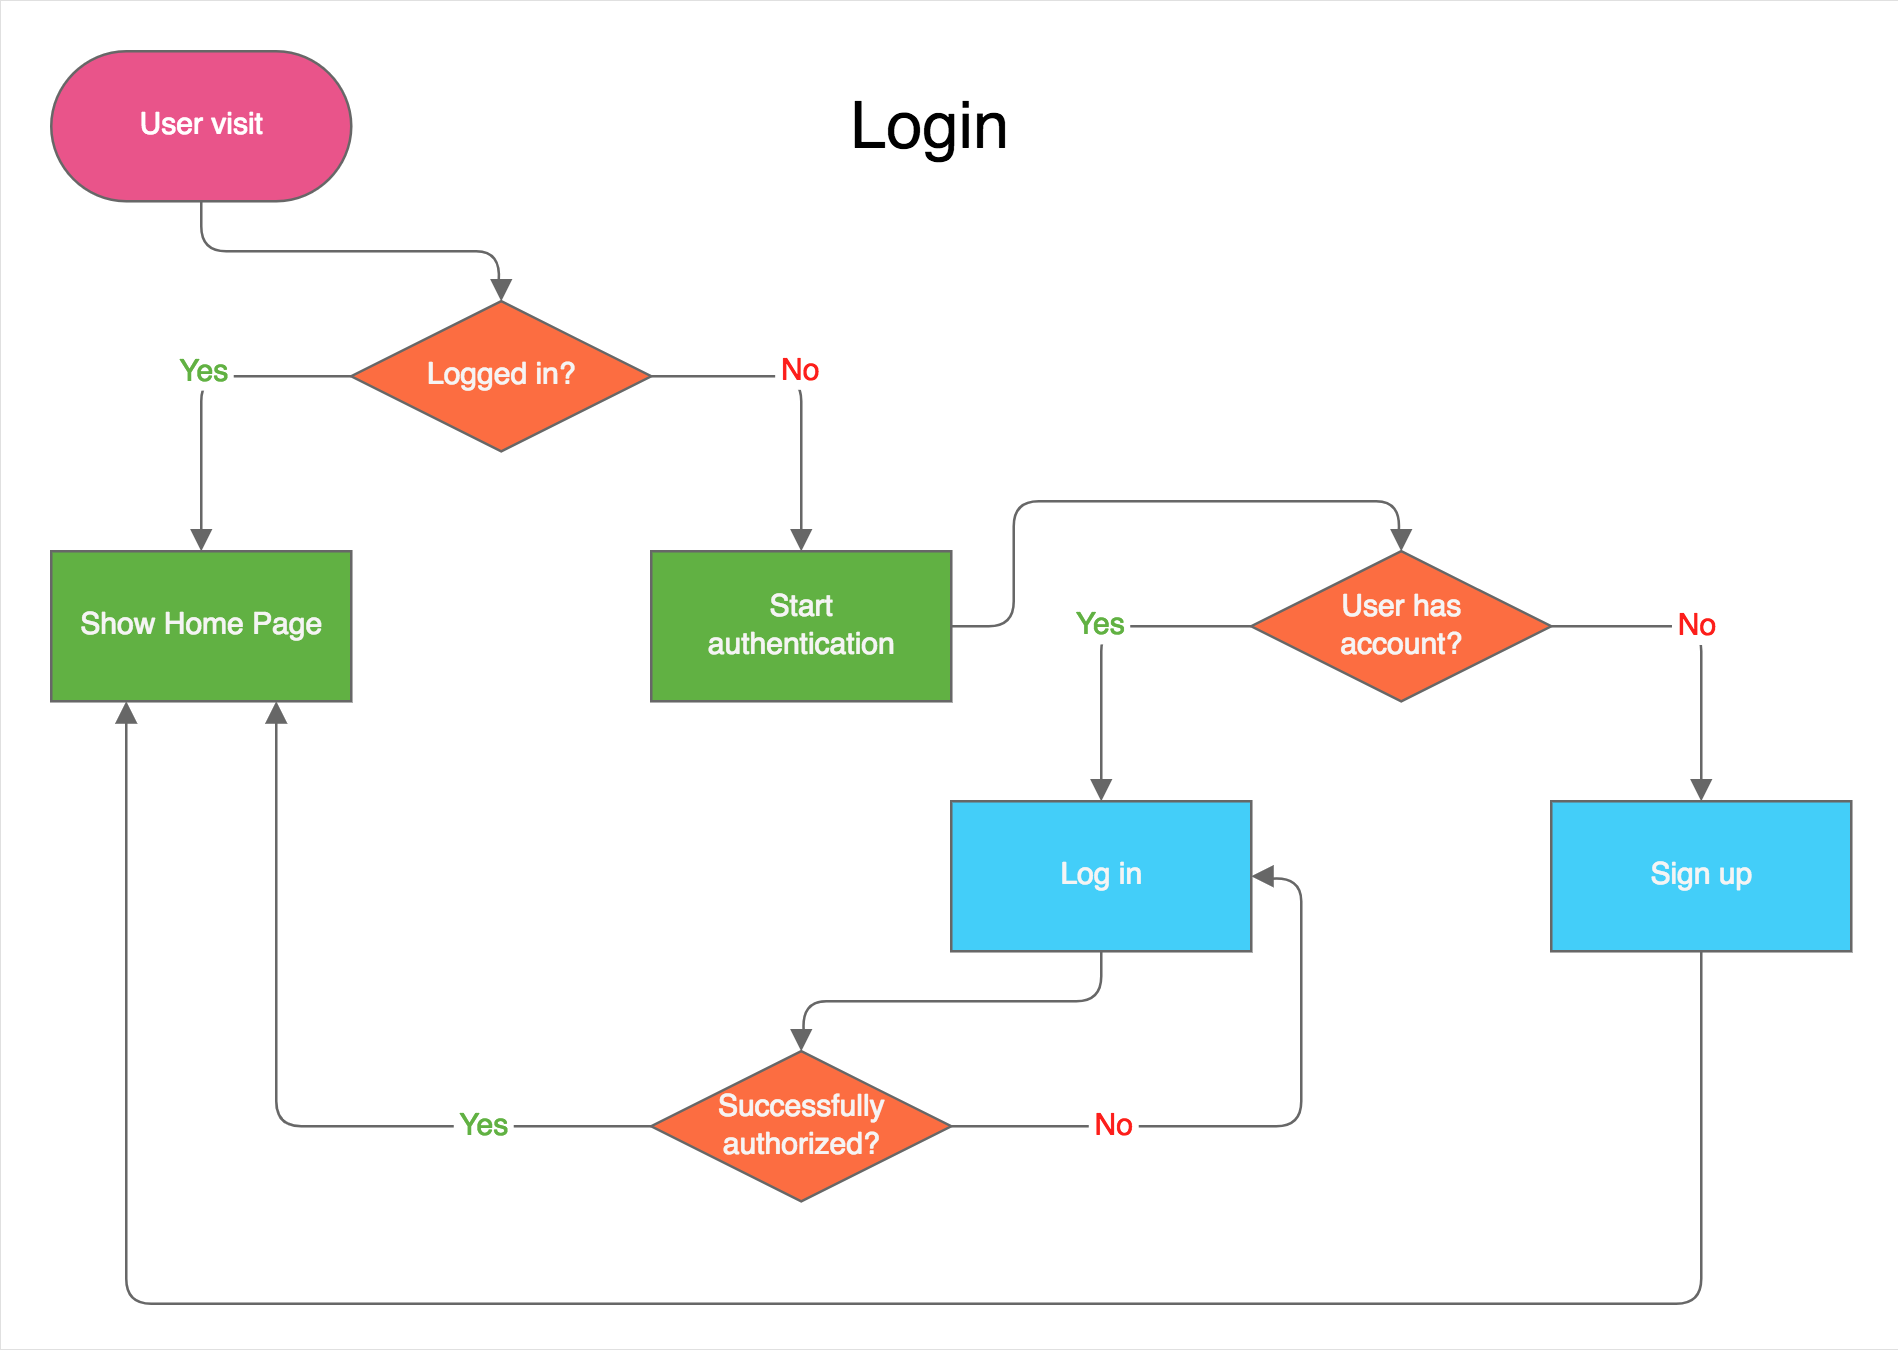 User visit
Login
Logged in?
Yes
No
Show Home Page
Start
authentication
User has
account?
Yes
No
Log in
Sign up
Successfully
authorized?
Yes
No